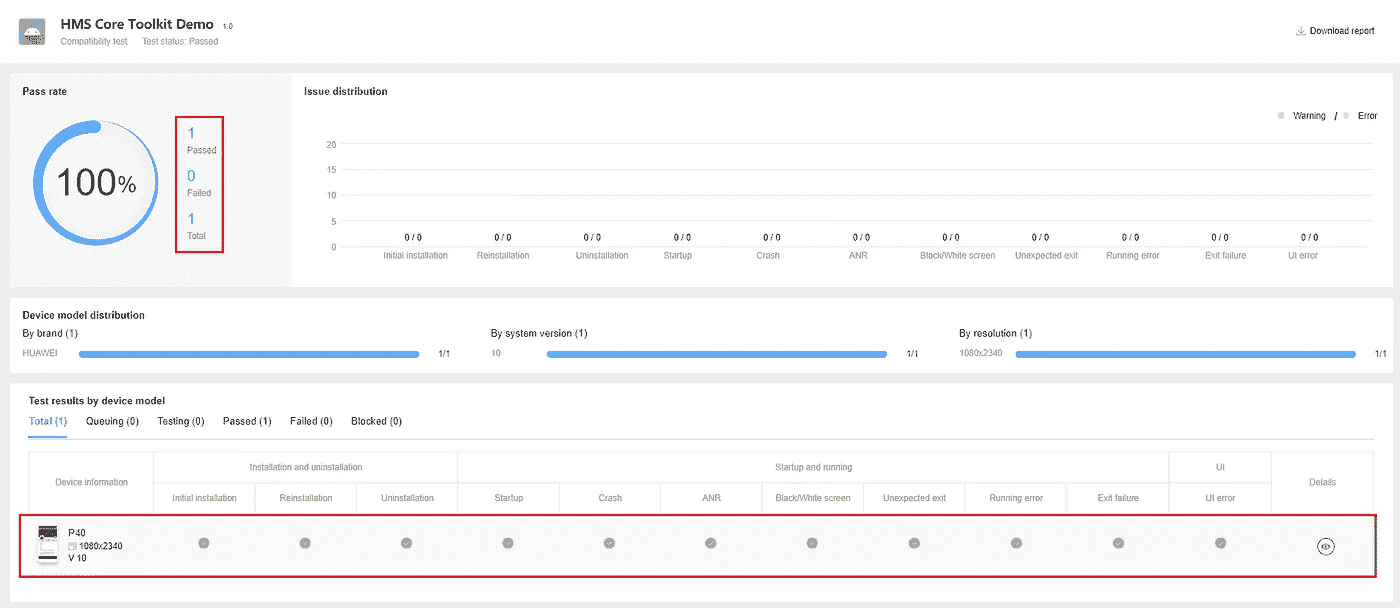 HMS Core Toolkit Demo 1.0
Compatibility test Test status: Passed
Download report
Pass rate
100%
1
Passed
0
Failed
1
Total
Issue distribution
Warning / Error
20
15
10
5
0
0 / 0 0 / 0 0 / 0 0 / 0 0 / 0 0 / 0 0 / 0 0 / 0 0 / 0 0 / 0 0 / 0
Initial installation Reinstallation Uninstallation Startup Crash ANR Black/White screen Unexpected exit Running error Exit failure UI error
Device model distribution
By brand (1) By system version (1) By resolution (1)
HUAWEI 1/1 10 1/1 1080x2340 1/1
Test results by device model
Total (1) Queuing (0) Testing (0) Passed (1) Failed (0) Blocked (0)
Device information Installation and uninstallation Startup and running UI Details
Initial installation Reinstallation Uninstallation Startup Crash ANR Black/White screen Unexpected exit Running error Exit failure UI error
P40
1080x2340
V 10